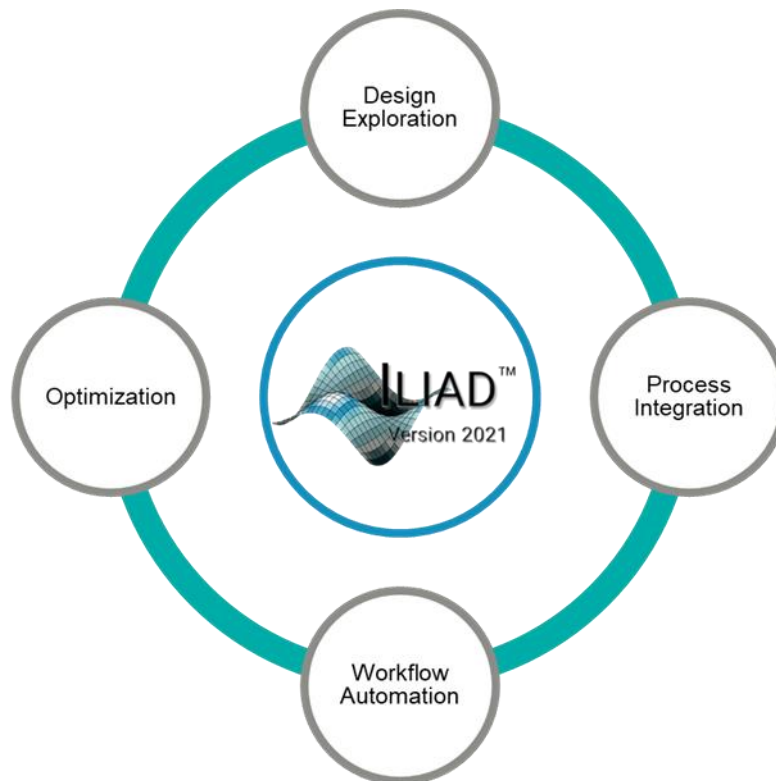 Design
Exploration
Optimization
ILIAD™
Version 2021
Process
Integration
Workflow
Automation